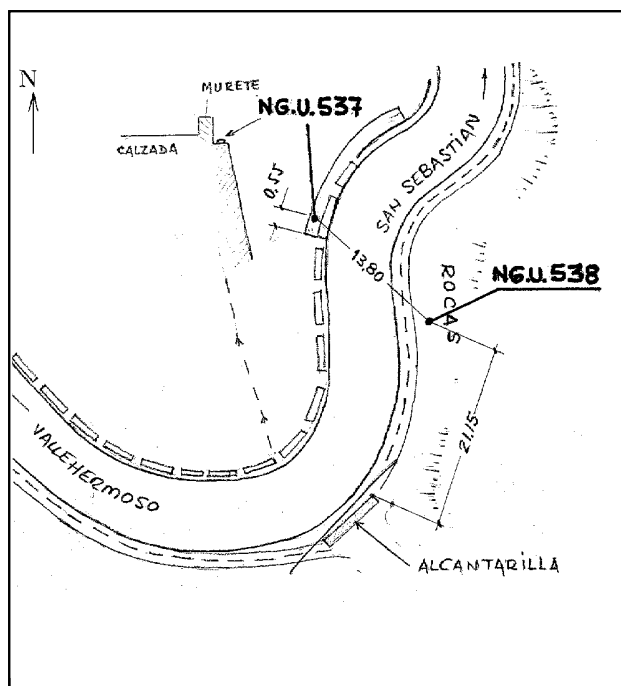 N
MURETE
NG.U.537
CALZADA
0,55
SAN SEBASTIAN
13,80
ROCAS
NG.U.538
21.15
VALLEHERMOSO
ALCANTARILLA